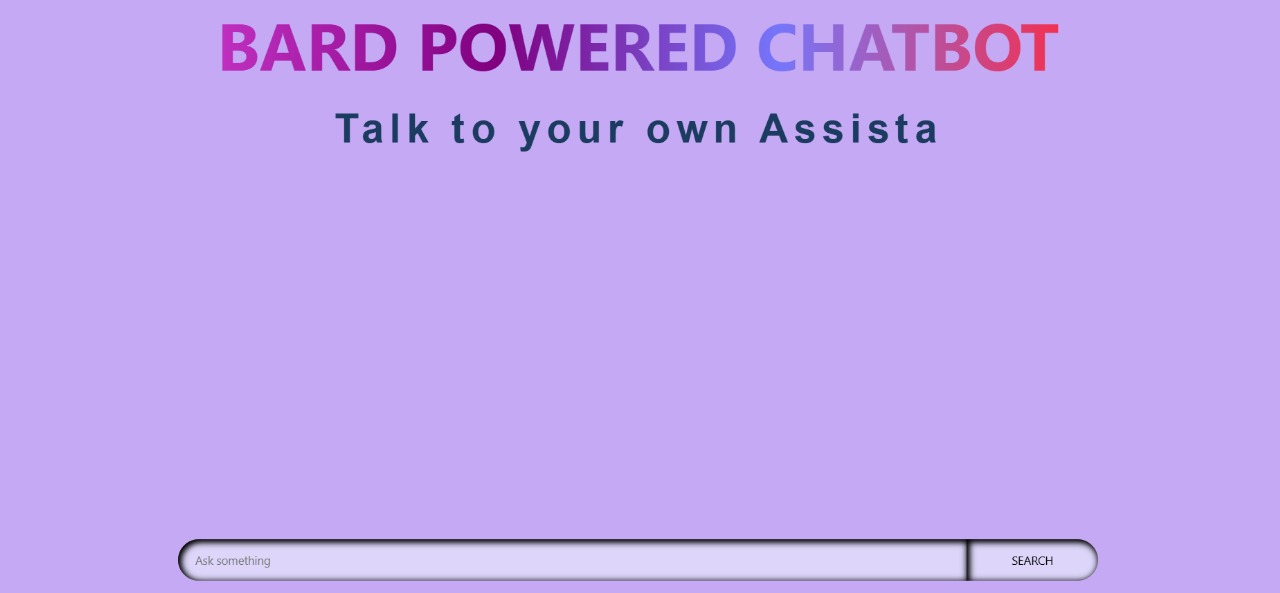 BARD POWERED CHATBOT
Talk to your own Assista
Ask something
SEARCH